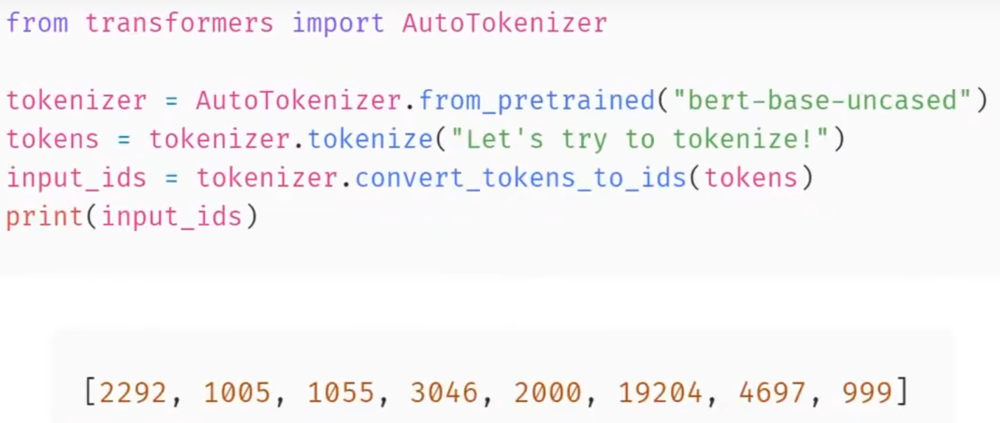 from transformers import AutoTokenizer
tokenizer = AutoTokenizer.from_pretrained("bert-base-uncased")
tokens = tokenizer.tokenize("Let's try to tokenize!")
input_ids = tokenizer.convert_tokens_to_ids(tokens)
print(input_ids)
[2292, 1005, 1055, 3046, 2000, 19204, 4697, 999]